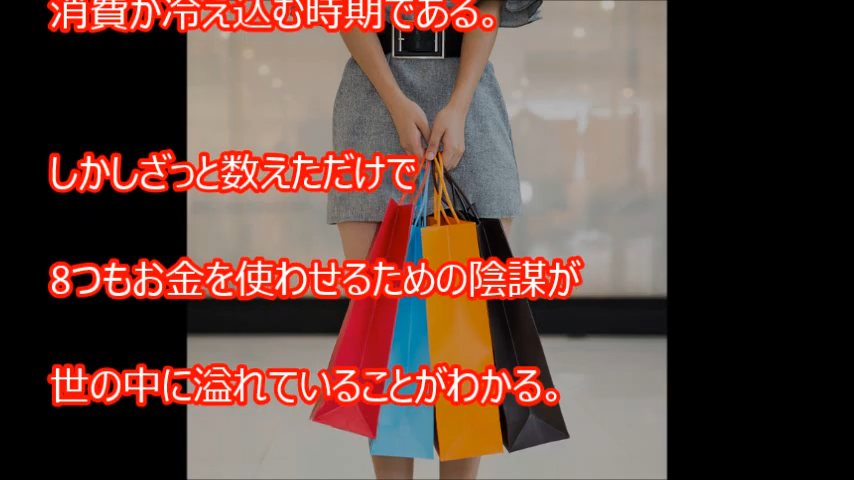 消費が冷え込む時期である。
しかしざっと数えただけで
8つもお金を使わせるための陰謀が
世の中に溢れていることがわかる。